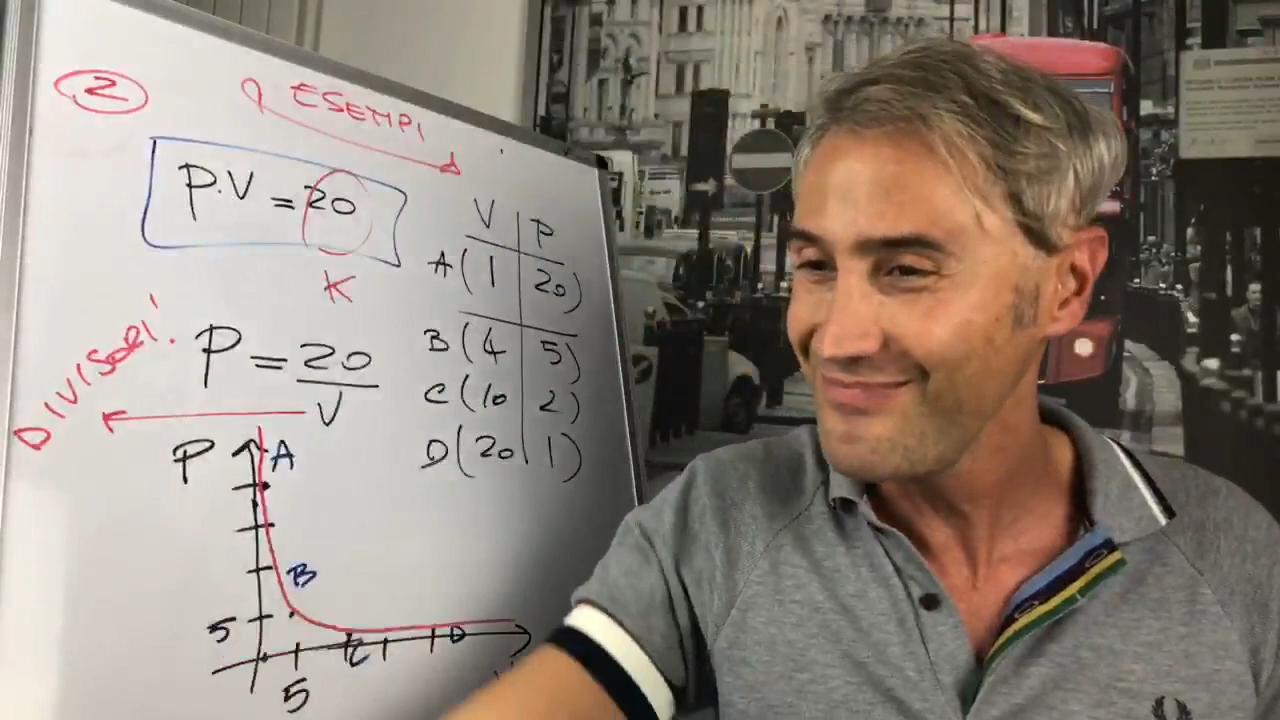 2
ESEMPI
P.V = 20
K
DIVISORI!
P = 20
V
V | P
A( 1 | 20)
B( 4 | 5)
C( 10 | 2)
D( 20 | 1)
P
A
B
5
C
D
5